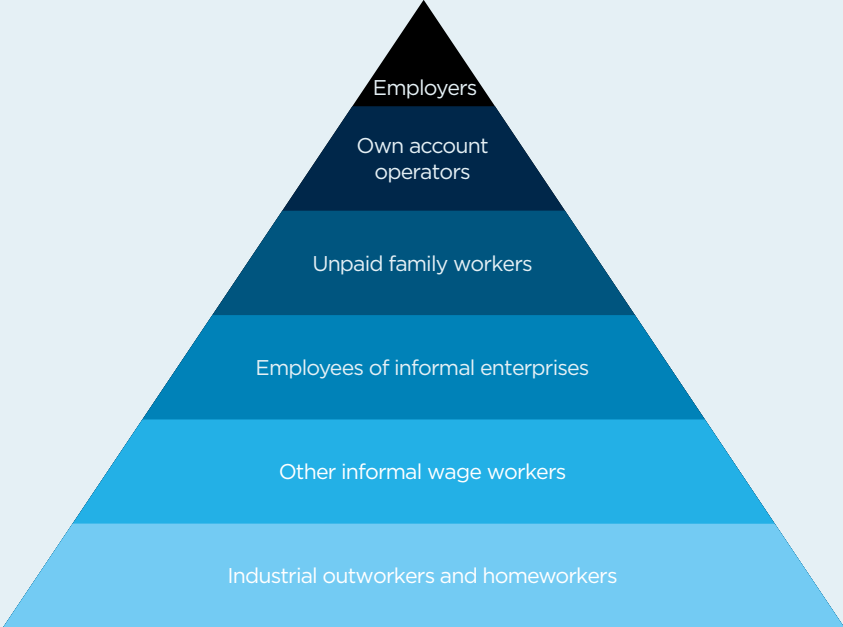 Employers
Own account
operators
Unpaid family workers
Employees of informal enterprises
Other informal wage workers
Industrial outworkers and homeworkers